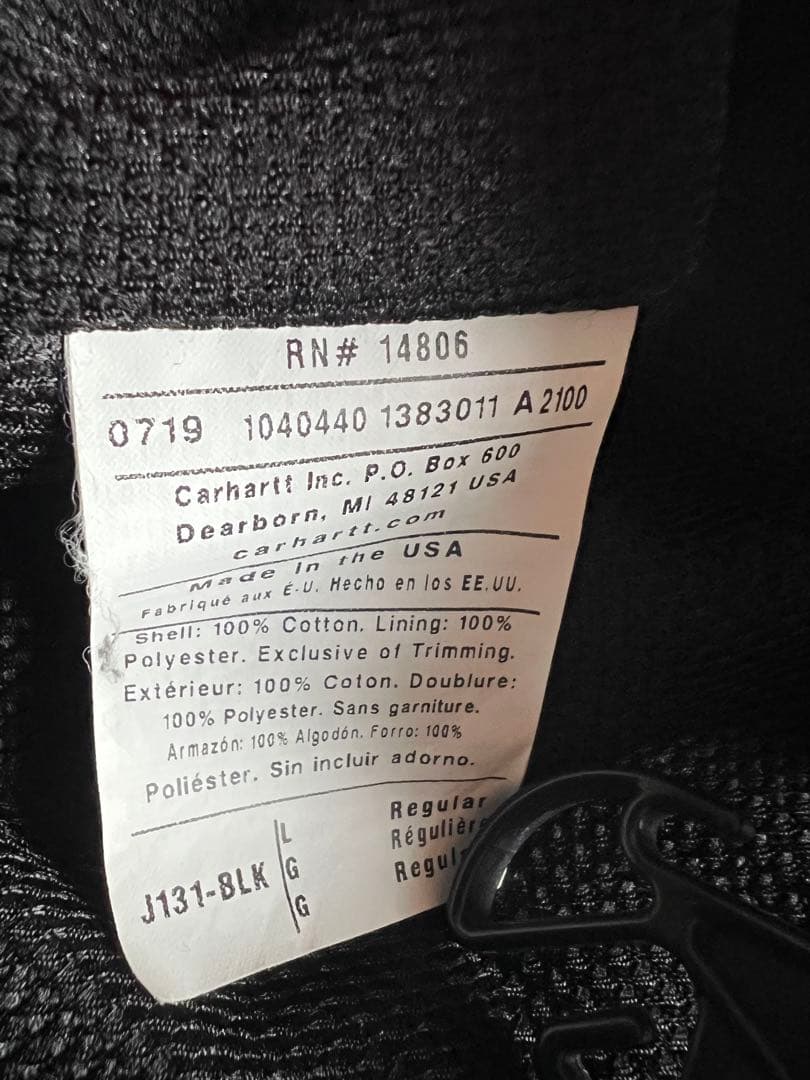 RN# 14806
0719 1040440 1383011 A 2100
Carhartt Inc. P.O. Box 600
Dearborn, MI 48121 USA
carhartt.com
Made in the USA
Fabriqué aux É.-U. Hecho en los EE.UU.
Shell: 100% Cotton. Lining: 100%
Polyester. Exclusive of Trimming.
Extérieur: 100% Coton. Doublure:
100% Polyester. Sans garniture.
Armazón: 100% Algodón. Forro: 100%
Poliéster. Sin incluir adorno.
L Regular
G
J131-BLK G